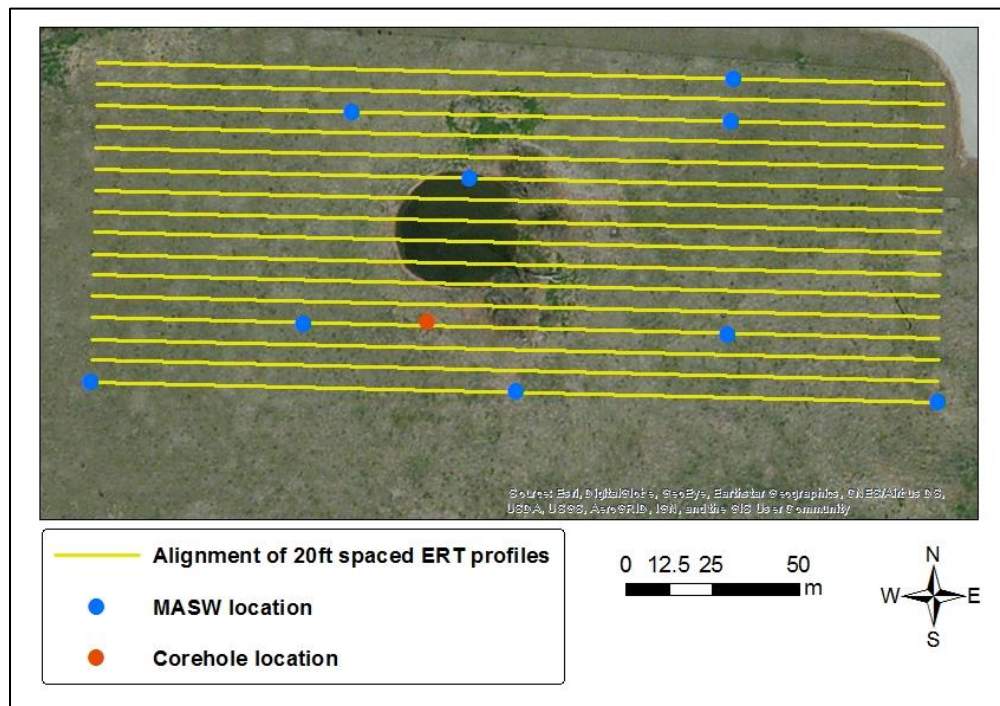 Source: Esri, DigitalGlobe, GeoEye, Earthstar Geographics, CNES/Airbus DS,
USDA, USGS, AeroGRID, IGN, and the GIS User Community
Alignment of 20ft spaced ERT profiles
MASW location
Corehole location
0 12.5 25 50
m
N
W E
S